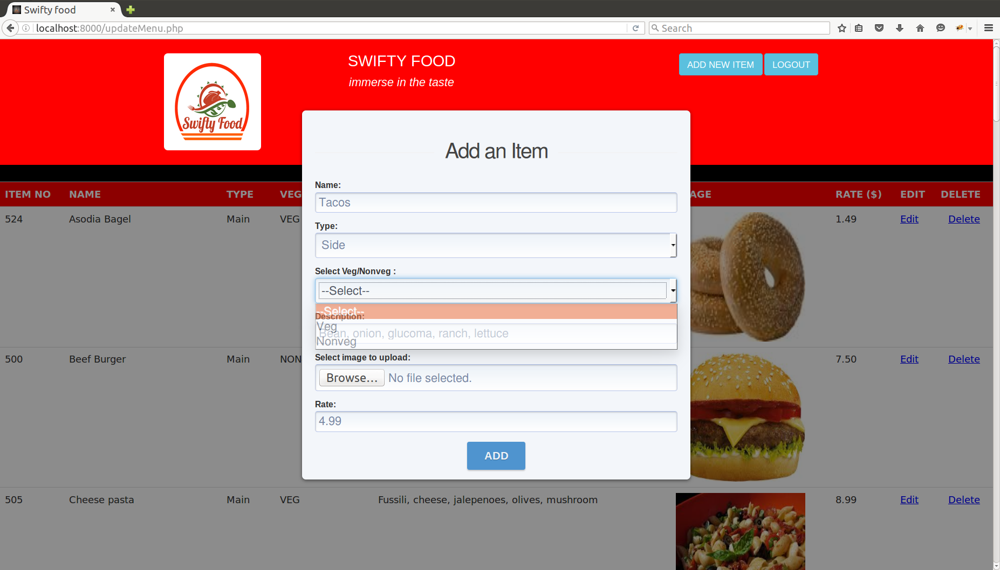 Swifty food
localhost:8000/updateMenu.php
Search
SWIFTY FOOD
immerse in the taste
ADD NEW ITEM
LOGOUT
Swifty Food
Add an Item
Name:
Tacos
Type:
Side
Select Veg/Nonveg :
--Select--
--Select--
Description:
Veg
Bean, onion, glucoma, ranch, lettuce
Nonveg
Select image to upload:
Browse... No file selected.
Rate:
4.99
ADD
ITEM NO NAME TYPE VEG AGE RATE ($) EDIT DELETE
524 Asodia Bagel Main VEG 1.49 Edit Delete
500 Beef Burger Main NON 7.50 Edit Delete
505 Cheese pasta Main VEG Fussili, cheese, jalepenoes, olives, mushroom 8.99 Edit Delete